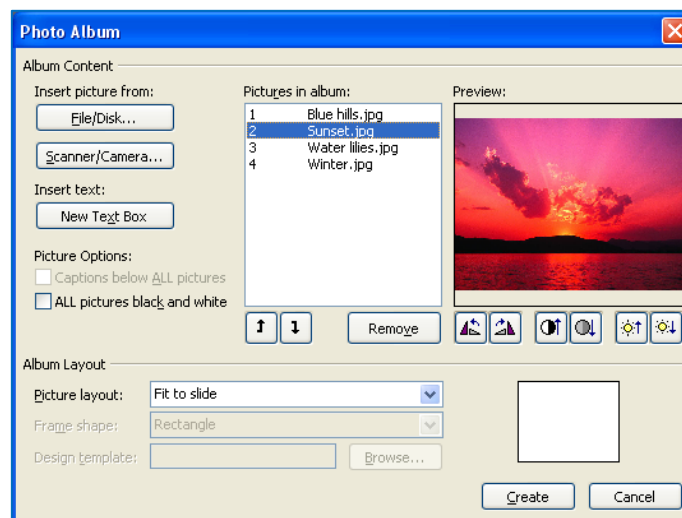 Photo Album
Album Content
Insert picture from:
File/Disk...
Scanner/Camera...
Insert text:
New Text Box
Picture Options:
Captions below ALL pictures
ALL pictures black and white
Pictures in album:
1 Blue hills.jpg
2 Sunset.jpg
3 Water lilies.jpg
4 Winter.jpg
Remove
Preview:
Album Layout
Picture layout: Fit to slide
Frame shape: Rectangle
Design template: Browse...
Create Cancel